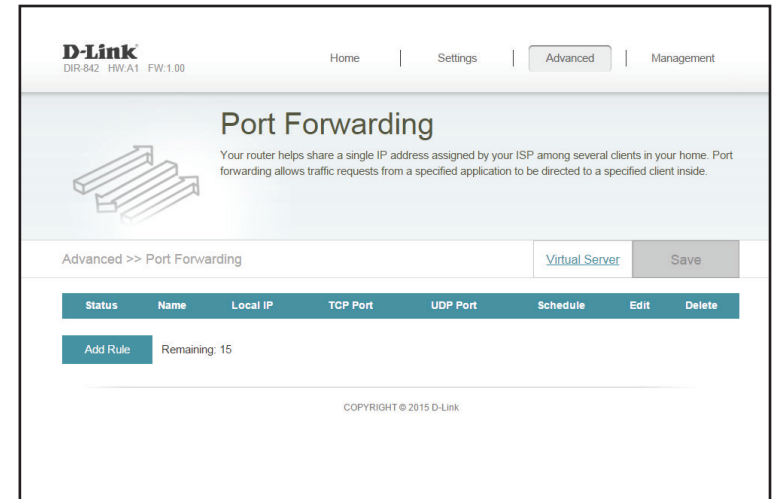 D-Link
DIR-842 HW:A1 FW:1.00
Home | Settings | Advanced | Management
Port Forwarding
Your router helps share a single IP address assigned by your ISP among several clients in your home. Port
forwarding allows traffic requests from a specified application to be directed to a specified client inside.
Advanced >> Port Forwarding
Virtual Server
Save
Status Name Local IP TCP Port UDP Port Schedule Edit Delete
Add Rule Remaining: 15
COPYRIGHT © 2015 D-Link